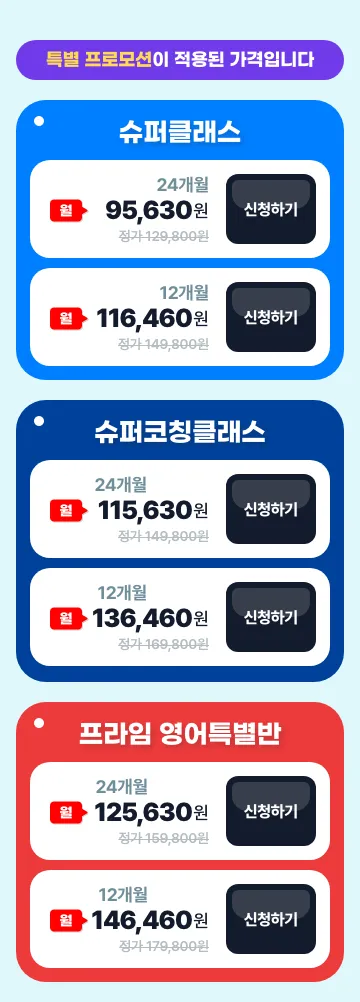 특별 프로모션이 적용된 가격입니다
슈퍼클래스
24개월
월 95,630원
정가 129,800원
신청하기
12개월
월 116,460원
정가 149,800원
신청하기
슈퍼코칭클래스
24개월
월 115,630원
정가 149,800원
신청하기
12개월
월 136,460원
정가 169,800원
신청하기
프라임 영어특별반
24개월
월 125,630원
정가 159,800원
신청하기
12개월
월 146,460원
정가 179,800원
신청하기